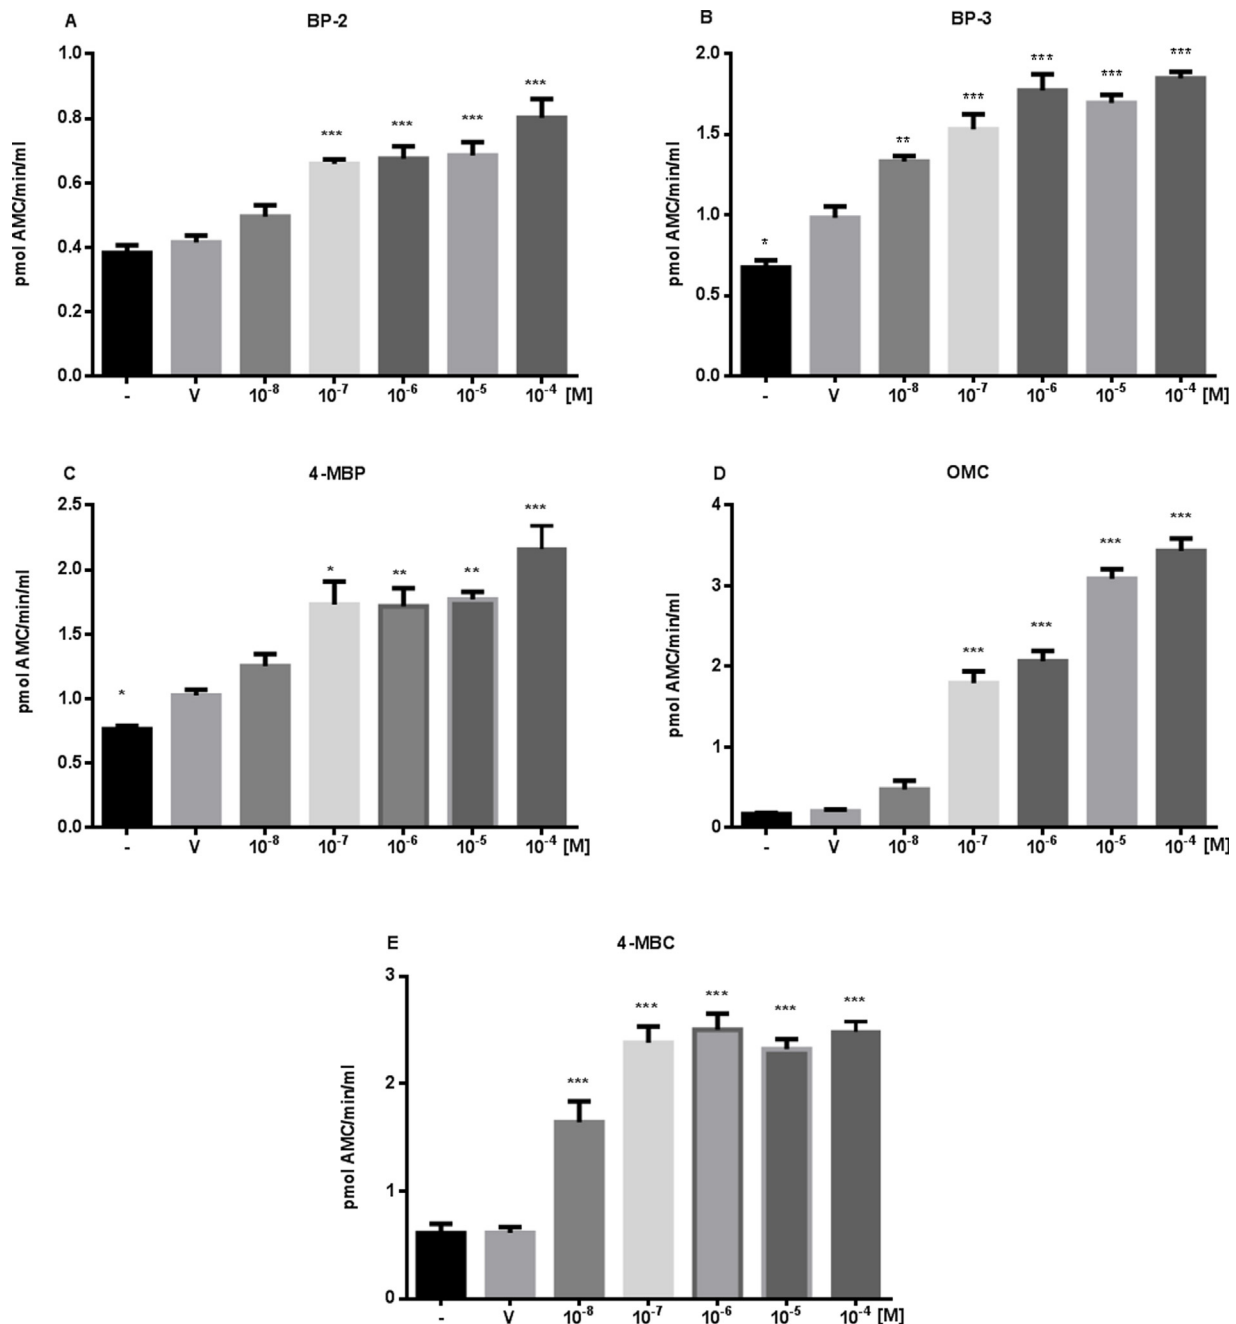 A BP-2
pmol AMC/min/ml
1.0
0.8
0.6
0.4
0.2
0.0
*** *** *** ***
- V 10⁻⁸ 10⁻⁷ 10⁻⁶ 10⁻⁵ 10⁻⁴ [M]
B BP-3
pmol AMC/min/ml
2.0
1.5
1.0
0.5
0.0
* ** *** *** *** ***
- V 10⁻⁸ 10⁻⁷ 10⁻⁶ 10⁻⁵ 10⁻⁴ [M]
C 4-MBP
pmol AMC/min/ml
2.5
2.0
1.5
1.0
0.5
0.0
* * ** ** ***
- V 10⁻⁸ 10⁻⁷ 10⁻⁶ 10⁻⁵ 10⁻⁴ [M]
D OMC
pmol AMC/min/ml
4
3
2
1
0
*** *** *** ***
- V 10⁻⁸ 10⁻⁷ 10⁻⁶ 10⁻⁵ 10⁻⁴ [M]
E 4-MBC
pmol AMC/min/ml
3
2
1
0
*** *** *** *** ***
- V 10⁻⁸ 10⁻⁷ 10⁻⁶ 10⁻⁵ 10⁻⁴ [M]